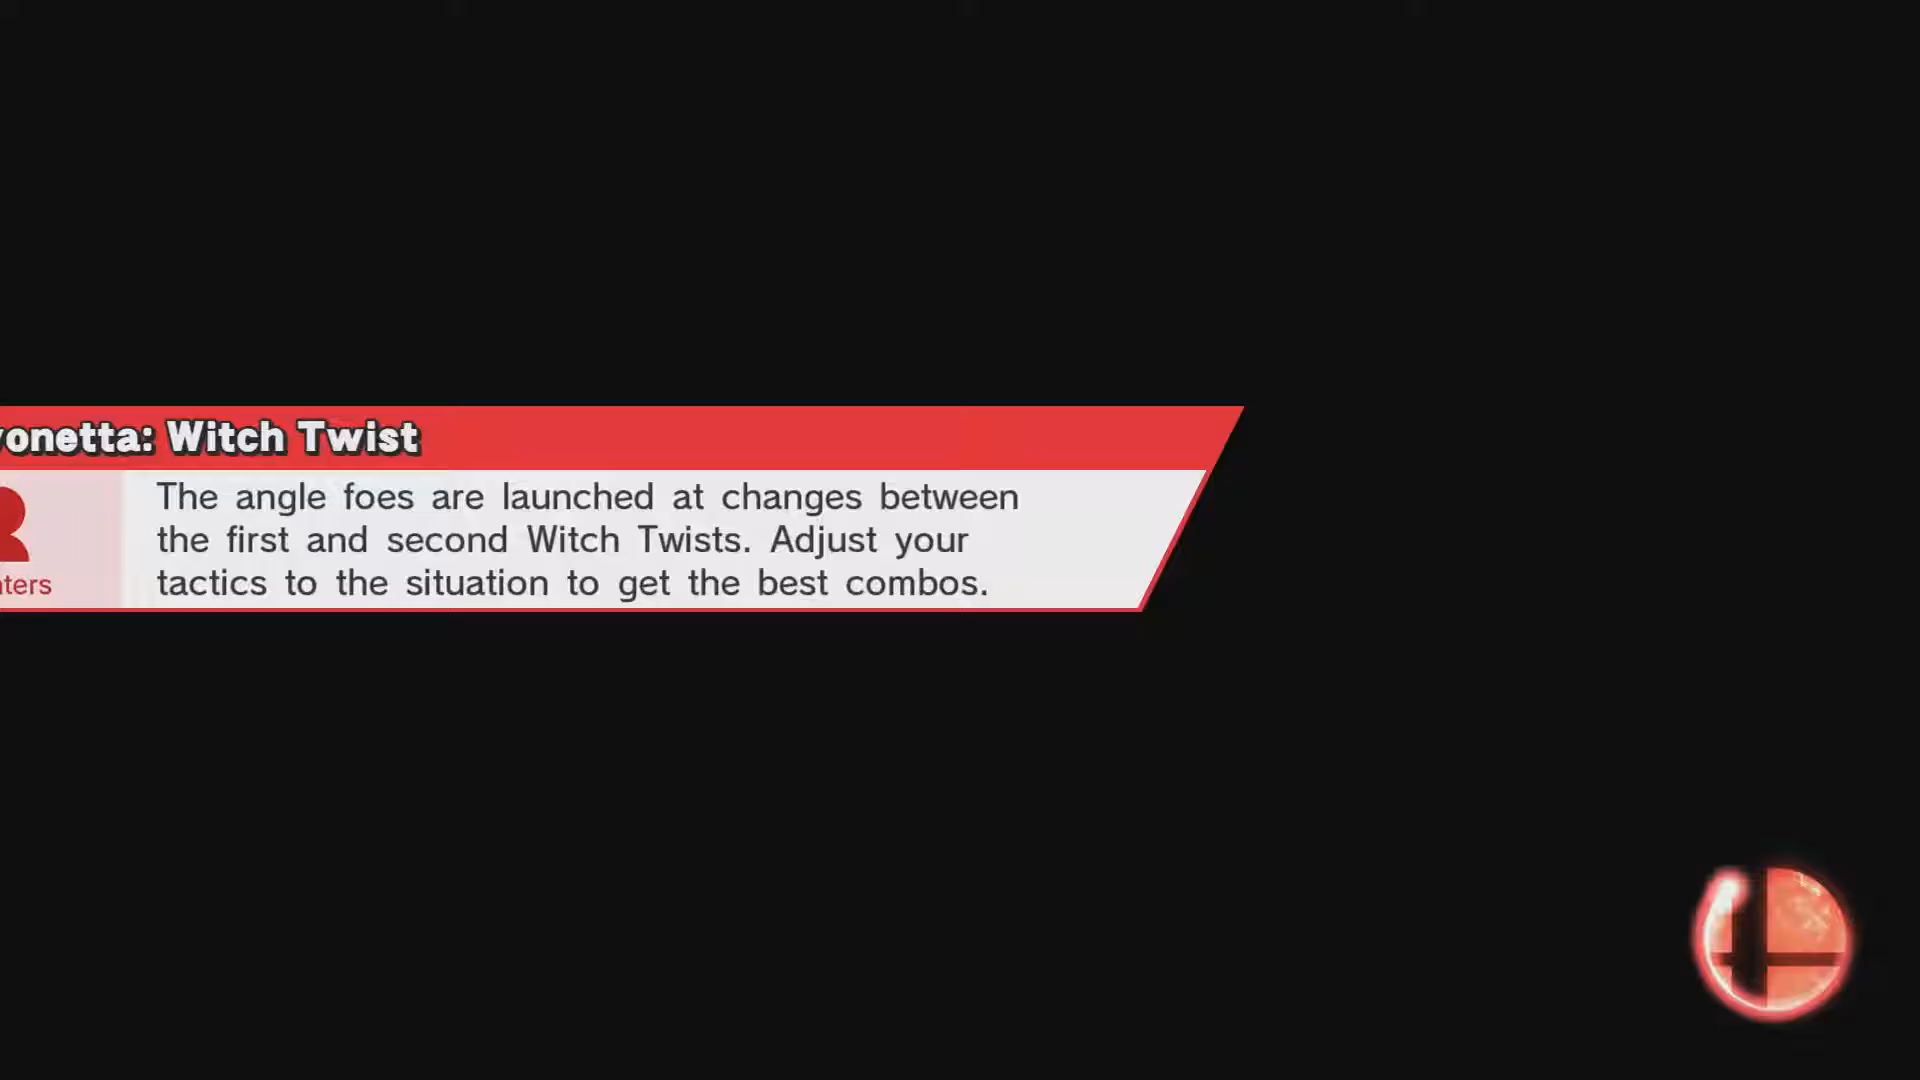 yonetta: Witch Twist
The angle foes are launched at changes between
the first and second Witch Twists. Adjust your
tactics to the situation to get the best combos.
ters